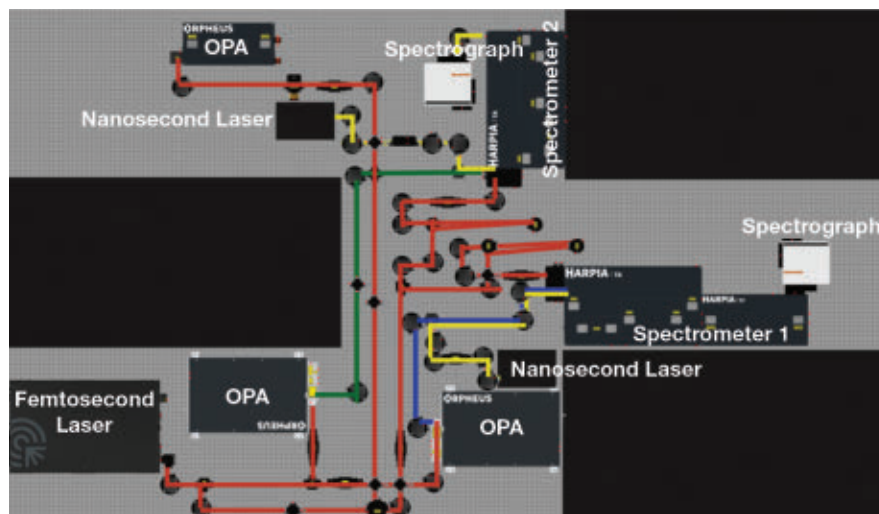 ORPHEUS
OPA
Spectrograph
Spectrometer 2
HARPIA
Nanosecond Laser
Spectrograph
HARPIA
HARPIA
Spectrometer 1
Nanosecond Laser
Femtosecond
Laser
OPA
ORPHEUS
ORPHEUS
OPA